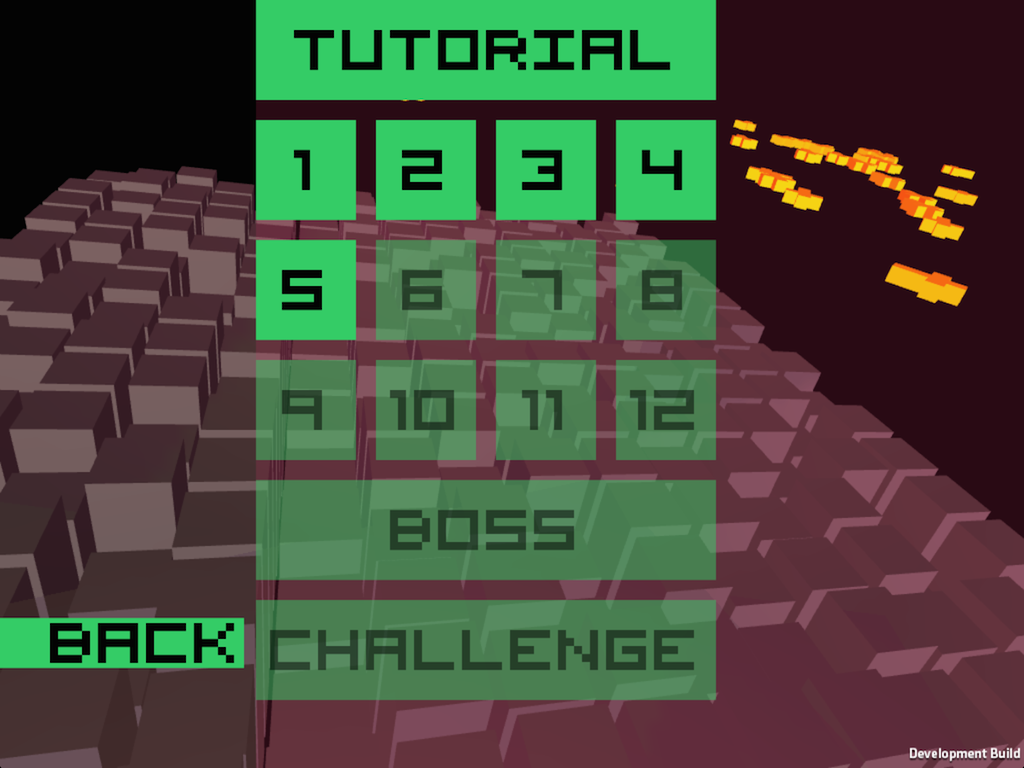 TUTORIAL
1 2 3 4
5 6 7 8
9 10 11 12
BOSS
BACK CHALLENGE
Development Build